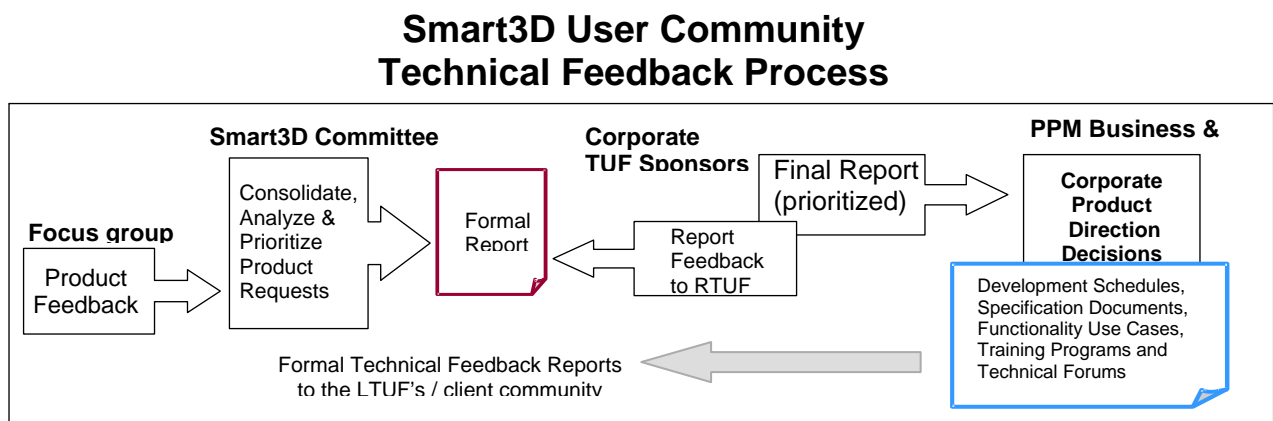 Smart3D User Community
Technical Feedback Process
Focus group
Product
Feedback
Smart3D Committee
Consolidate,
Analyze &
Prioritize
Product
Requests
Formal
Report
Corporate
TUF Sponsors
Final Report
(prioritized)
Report
Feedback
to RTUF
PPM Business &
Corporate
Product
Direction
Decisions
Development Schedules,
Specification Documents,
Functionality Use Cases,
Training Programs and
Technical Forums
Formal Technical Feedback Reports
to the LTUF's / client community